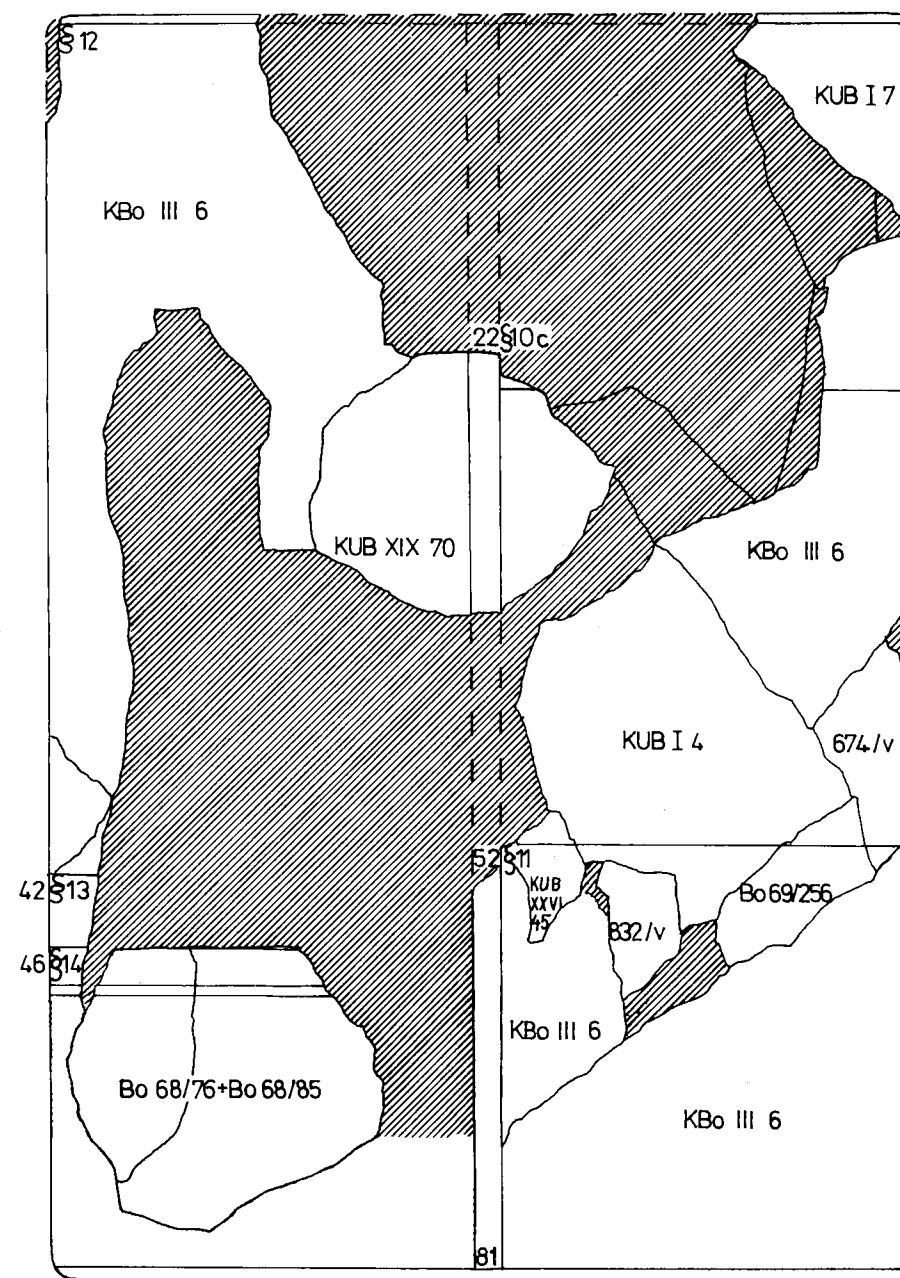 § 12
KUB I 7
KBo III 6
22 § 10c
KUB XIX 70
KBo III 6
KUB I 4
674/v
52 § 11
42 § 13
KUB
XXVI
45
Bo 69/256
832/v
46 § 14
KBo III 6
Bo 68/76+Bo 68/85
KBo III 6
81